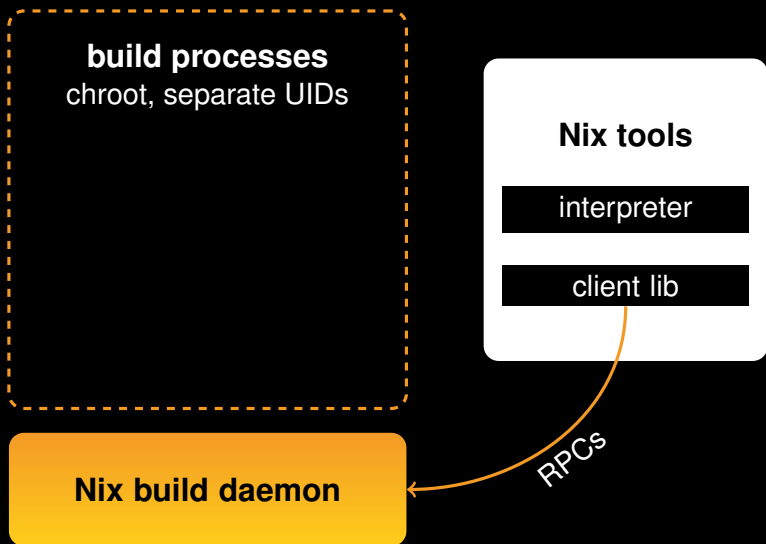 build processes
chroot, separate UIDs
Nix tools
interpreter
client lib
RPCs
Nix build daemon